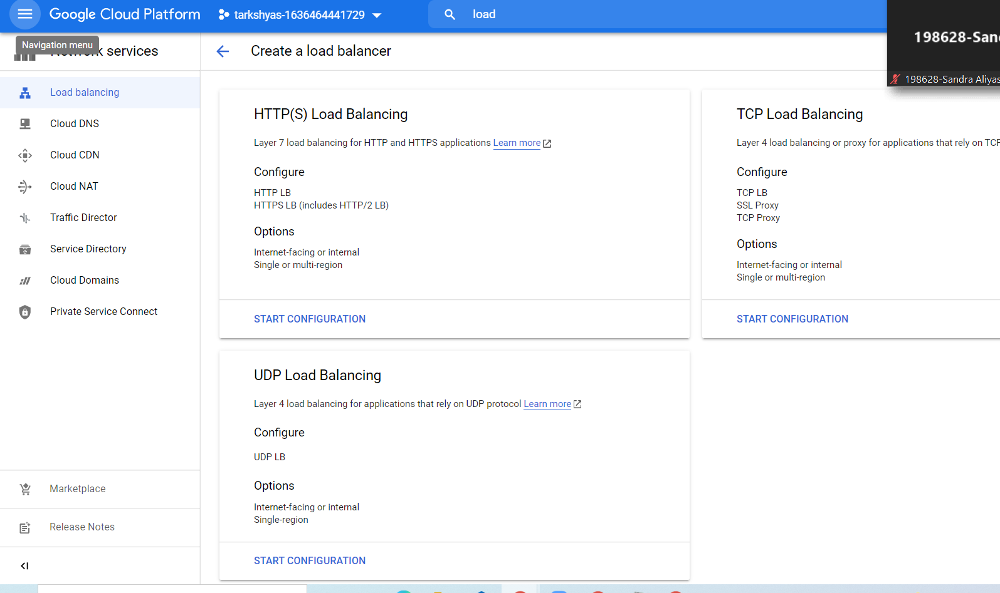 Google Cloud Platform
tarkshyas-1636464441729
load
198628-San
198628-Sandra Aliyas
Navigation menu
Network services
Create a load balancer
Load balancing
Cloud DNS
Cloud CDN
Cloud NAT
Traffic Director
Service Directory
Cloud Domains
Private Service Connect
Marketplace
Release Notes
HTTP(S) Load Balancing
Layer 7 load balancing for HTTP and HTTPS applications Learn more
Configure
HTTP LB
HTTPS LB (includes HTTP/2 LB)
Options
Internet-facing or internal
Single or multi-region
START CONFIGURATION
TCP Load Balancing
Layer 4 load balancing or proxy for applications that rely on TCP
Configure
TCP LB
SSL Proxy
TCP Proxy
Options
Internet-facing or internal
Single or multi-region
START CONFIGURATION
UDP Load Balancing
Layer 4 load balancing for applications that rely on UDP protocol Learn more
Configure
UDP LB
Options
Internet-facing or internal
Single-region
START CONFIGURATION